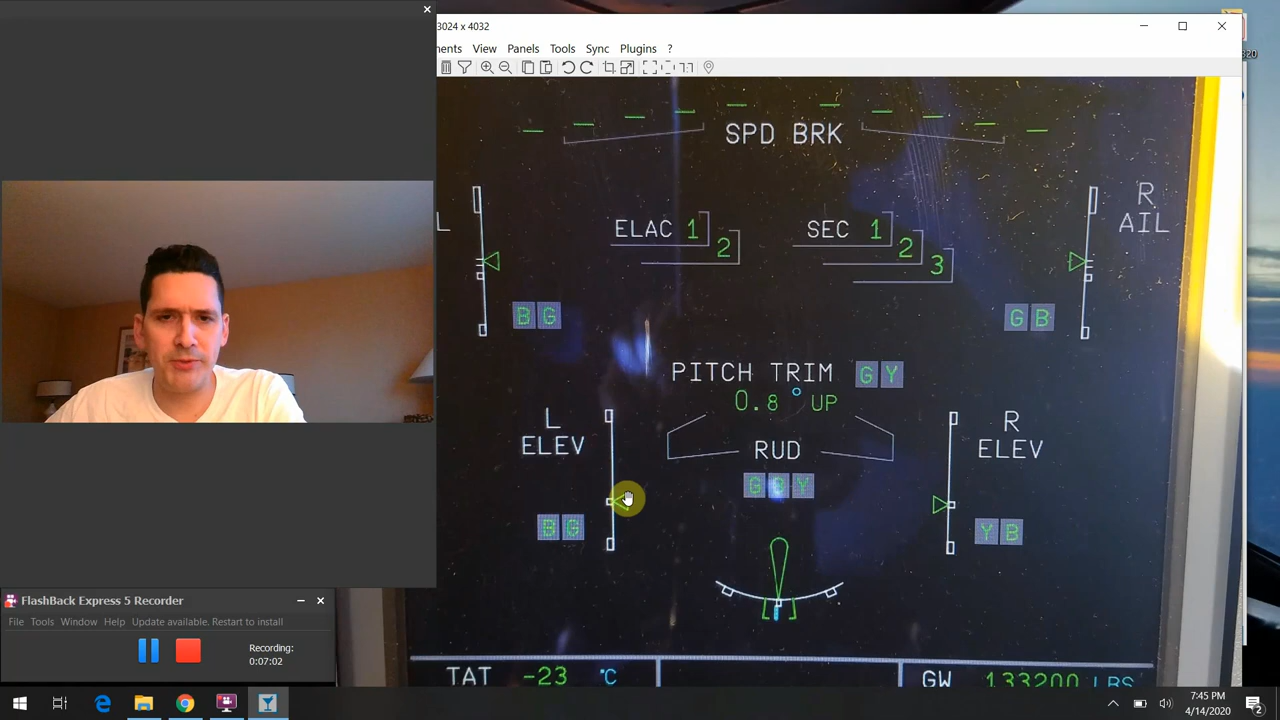 3024 x 4032
ments View Panels Tools Sync Plugins ?
SPD BRK
L
R
AIL
ELAC 1
2
SEC 1
2
3
B G
G B
PITCH TRIM G Y
0.8 ° UP
L
ELEV
R
ELEV
RUD
G B Y
B G
Y B
TAT -23 °C
GW 133200 LBS
FlashBack Express 5 Recorder
File Tools Window Help Update available. Restart to install
Recording:
0:07:02
7:45 PM
4/14/2020
2